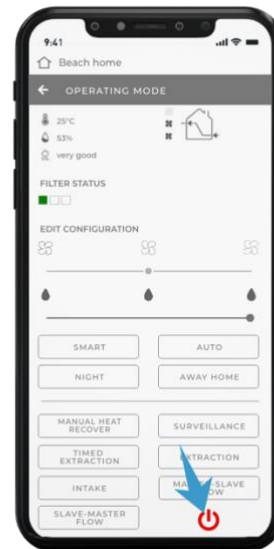 9:41
Beach home
OPERATING MODE
25°C
53%
very good
FILTER STATUS
EDIT CONFIGURATION
SMART
AUTO
NIGHT
AWAY HOME
MANUAL HEAT
RECOVER
SURVEILLANCE
TIMED
EXTRACTION
EXTRACTION
INTAKE
SLAVE
SLAVE-MASTER
FLOW